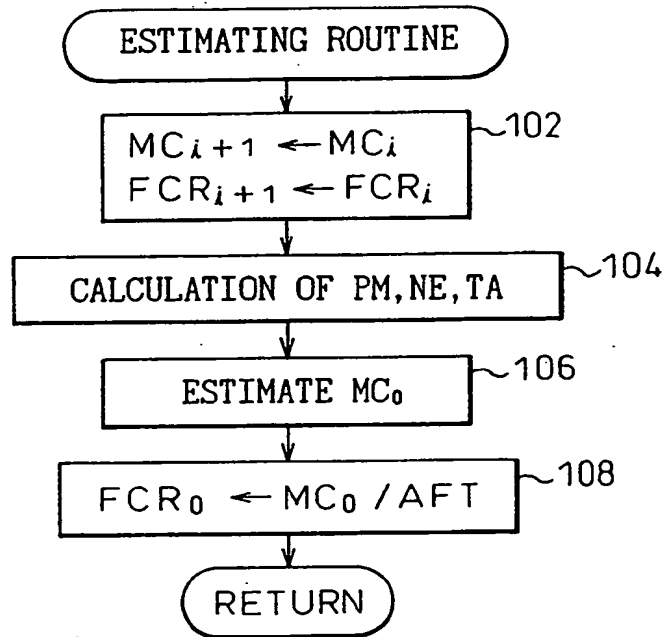 ESTIMATING ROUTINE
MCi+1 ← MCi
FCRi+1 ← FCRi
102
CALCULATION OF PM,NE,TA
104
ESTIMATE MC₀
106
FCR₀ ← MC₀ / AFT
108
RETURN